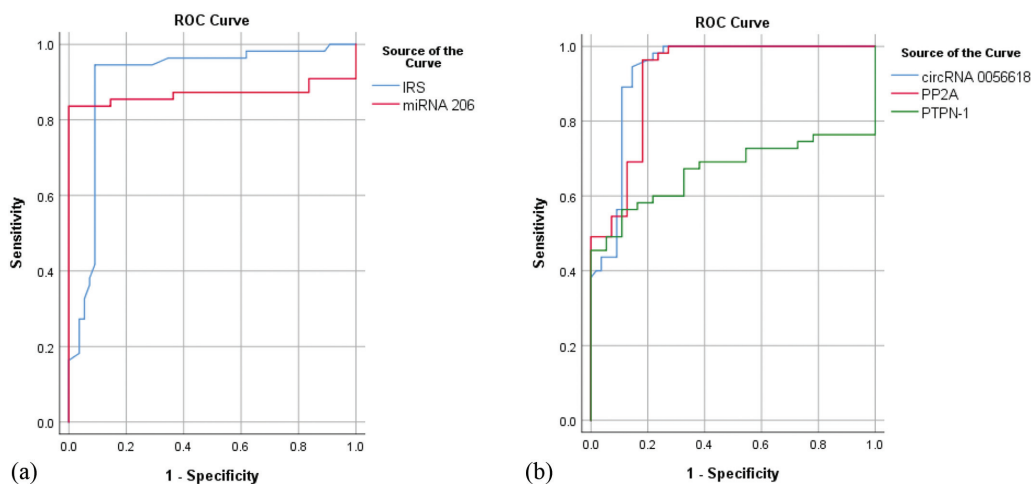 ROC Curve
Source of the
Curve
IRS
miRNA 206
1.0
0.8
0.6
0.4
0.2
0.0
Sensitivity
0.0 0.2 0.4 0.6 0.8 1.0
1 - Specificity
(a)
ROC Curve
Source of the Curve
circRNA 0056618
PP2A
PTPN-1
1.0
0.8
0.6
0.4
0.2
0.0
Sensitivity
0.0 0.2 0.4 0.6 0.8 1.0
1 - Specificity
(b)